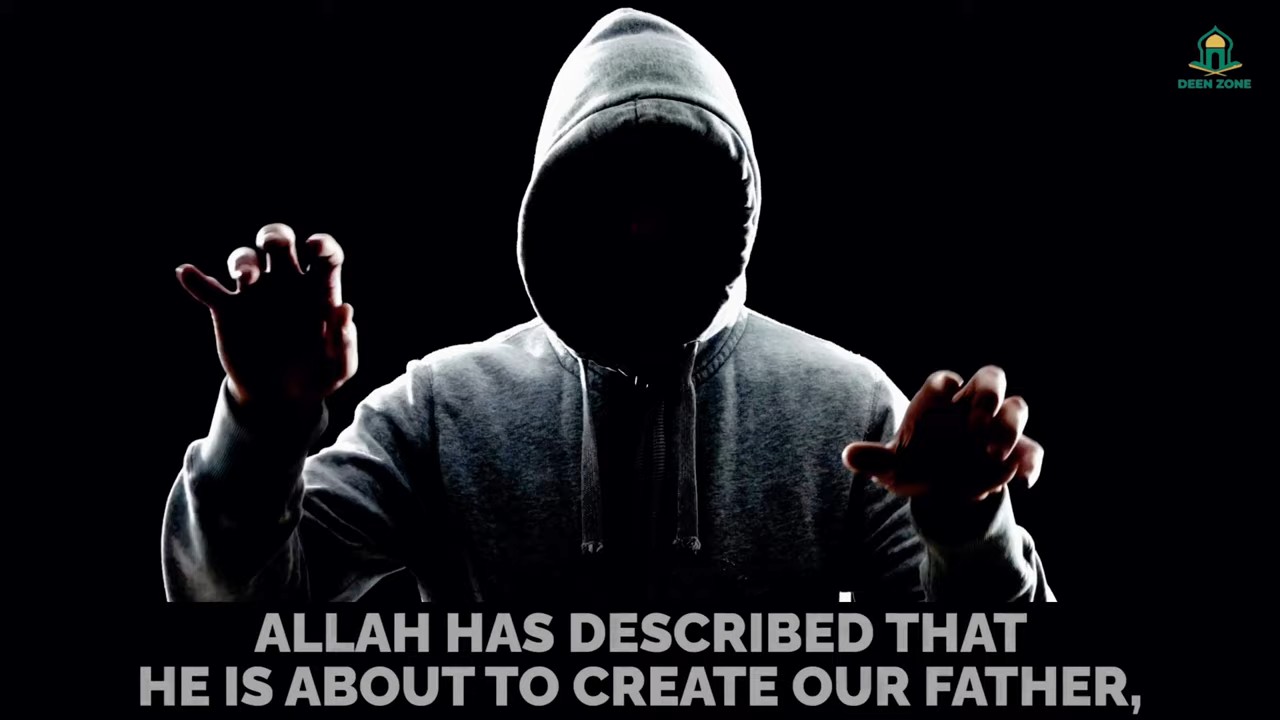 DEEN ZONE
ALLAH HAS DESCRIBED THAT
HE IS ABOUT TO CREATE OUR FATHER,